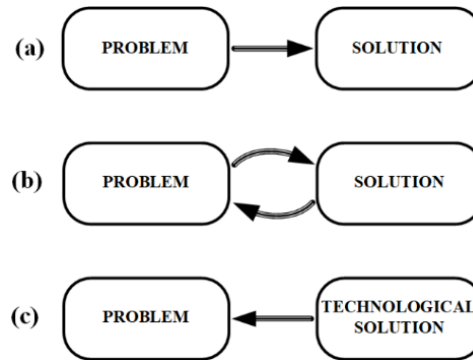 (a) PROBLEM SOLUTION
(b) PROBLEM SOLUTION
(c) PROBLEM TECHNOLOGICAL
SOLUTION